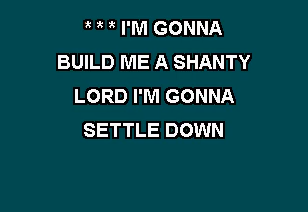 * * * I'M GONNA
BUILD ME A SHANTY
LORD I'M GONNA
SETTLE DOWN